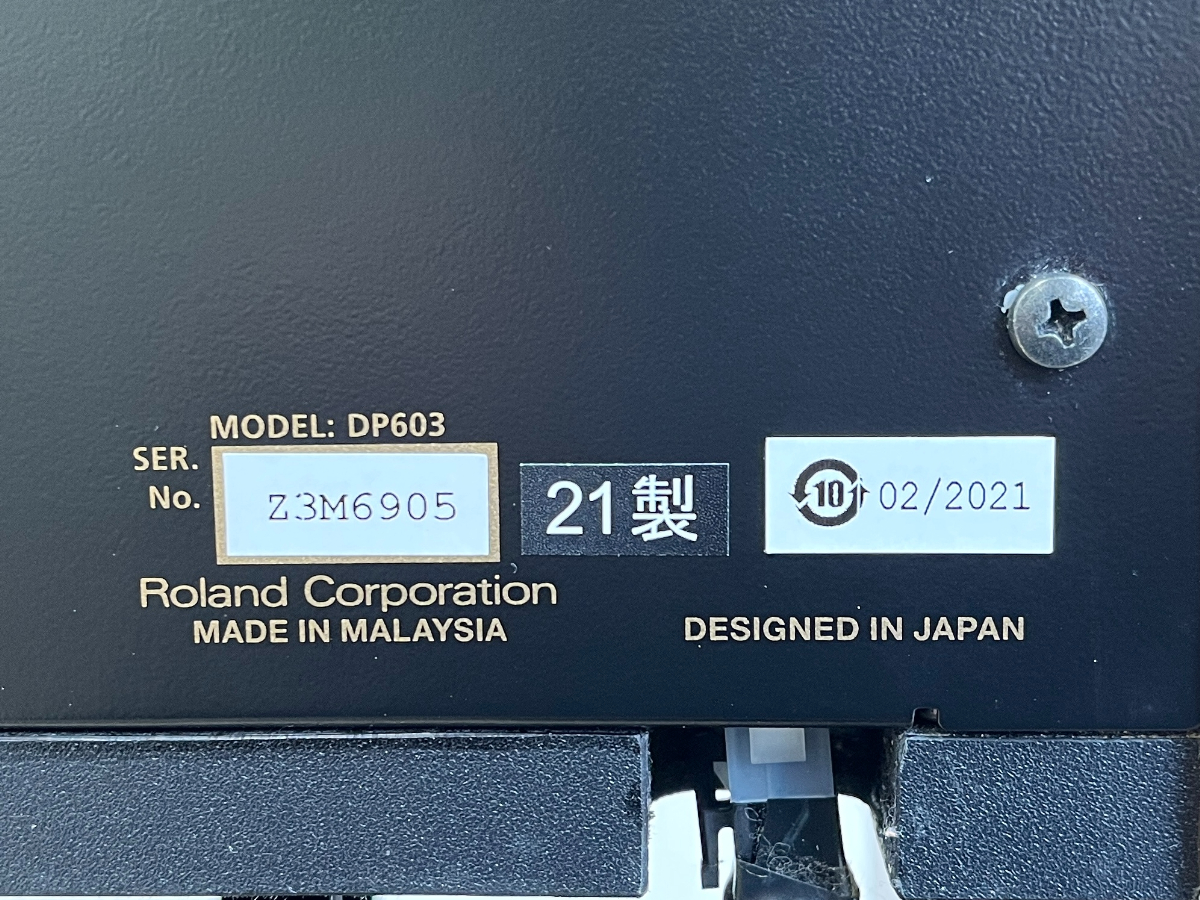 MODEL: DP603
SER.
No.
Z3M6905
21製
10 02/2021
Roland Corporation
MADE IN MALAYSIA
DESIGNED IN JAPAN